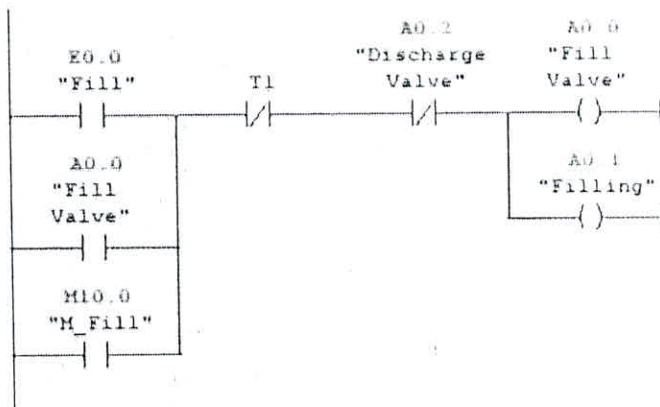 E0.0
"Fill"
T1
A0.2
"Discharge
Valve"
A0.0
"Fill
Valve"
A0.0
"Fill
Valve"
A0.1
"Filling"
M10.0
"M_Fill"